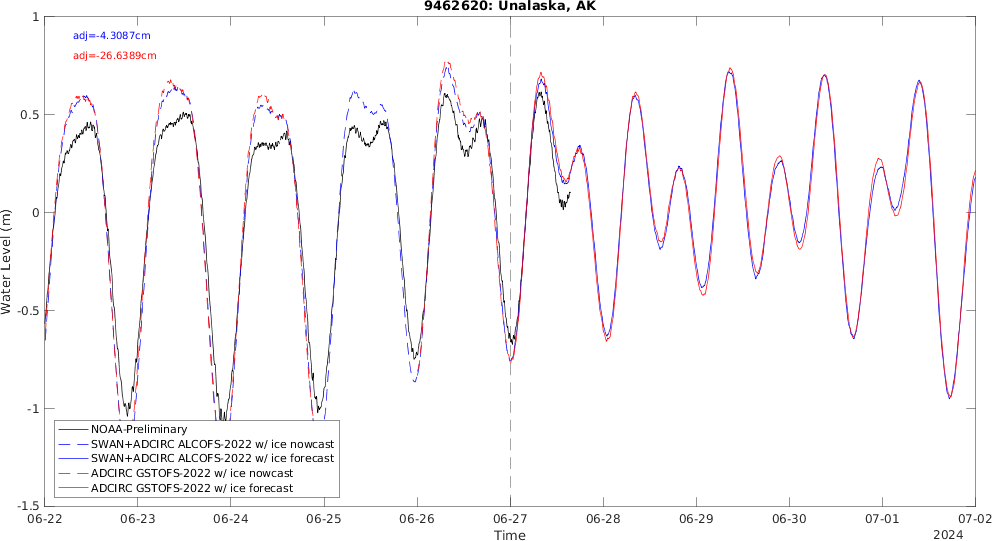 9462620: Unalaska, AK
adj=-4.3087cm
adj=-26.6389cm
Water Level (m)
1
0.5
0
-0.5
-1
-1.5
NOAA-Preliminary
SWAN+ADCIRC ALCOFS-2022 w/ ice nowcast
SWAN+ADCIRC ALCOFS-2022 w/ ice forecast
ADCIRC GSTOFS-2022 w/ ice nowcast
ADCIRC GSTOFS-2022 w/ ice forecast
06-22 06-23 06-24 06-25 06-26 06-27 06-28 06-29 06-30 07-01 07-02
Time
2024